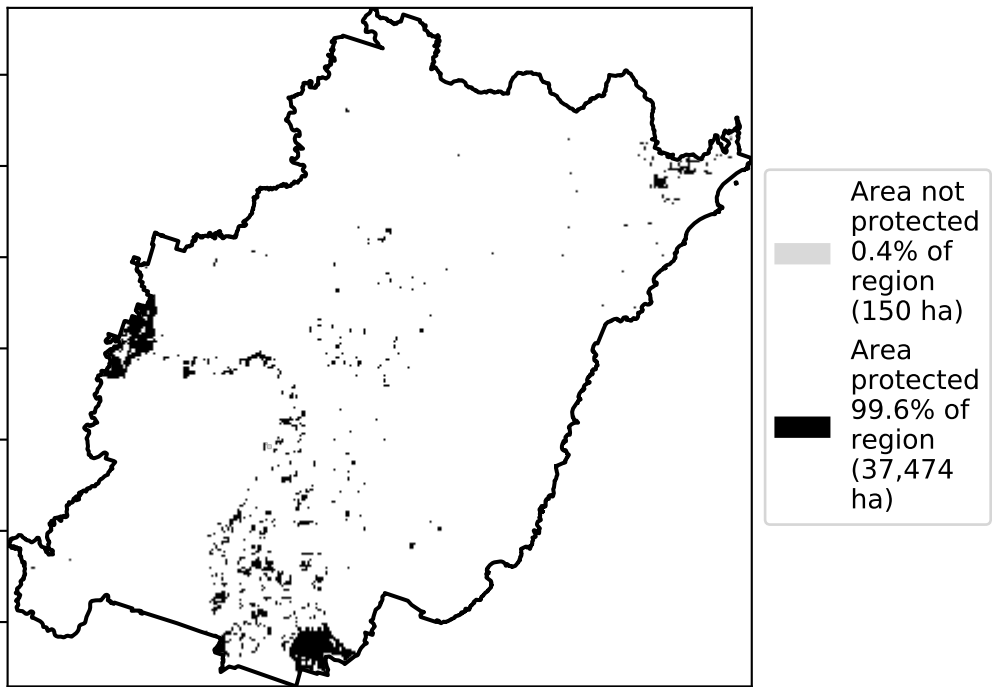 Area not
protected
0.4% of
region
(150 ha)
Area
protected
99.6% of
region
(37,474
ha)